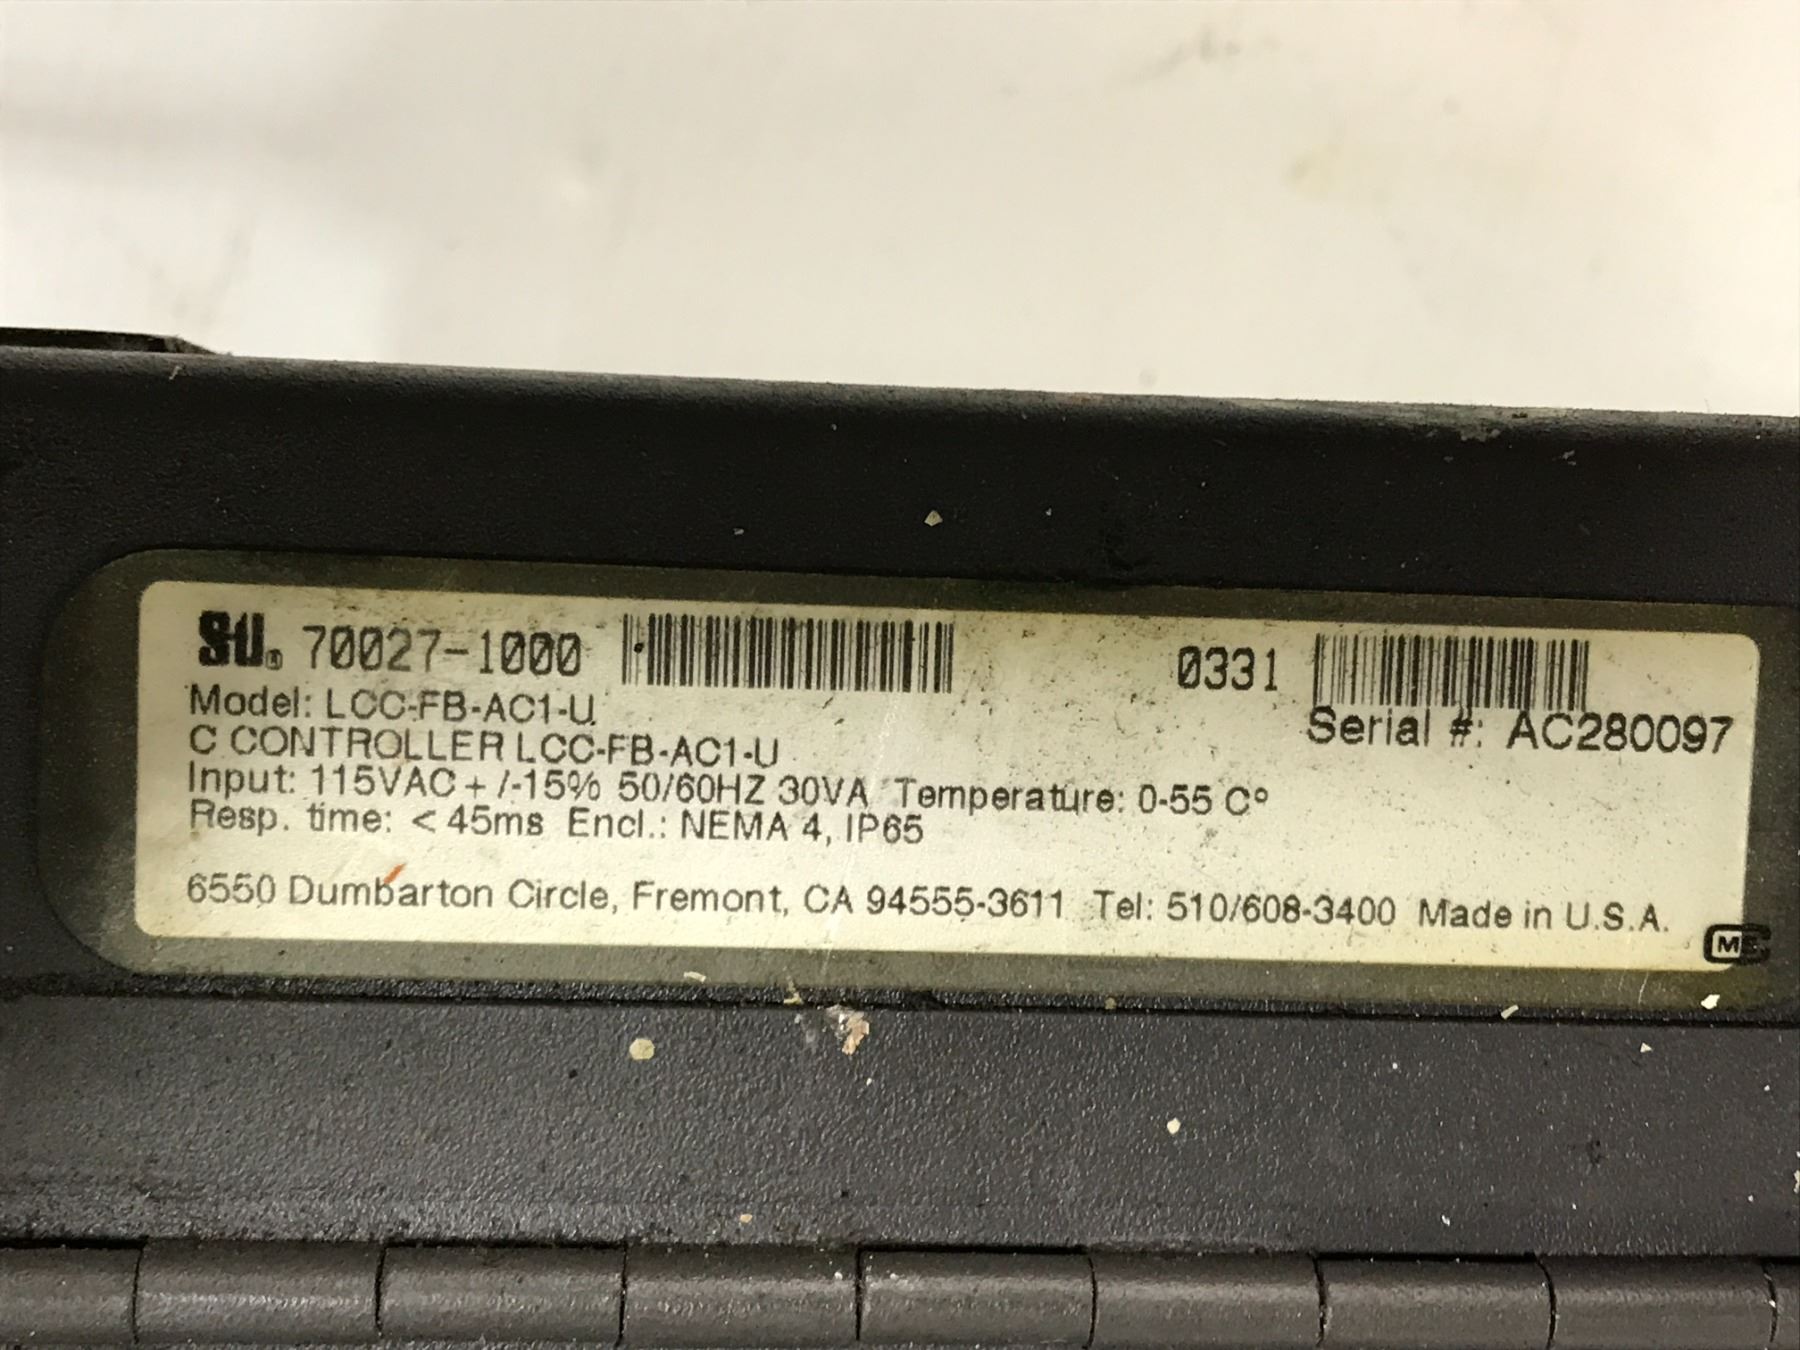 STI® 70027-1000 0331
Model: LCC-FB-AC1-U
Serial #: AC280097
C CONTROLLER LCC-FB-AC1-U
Input: 115VAC + /-15% 50/60HZ 30VA Temperature: 0-55 C°
Resp. time: < 45ms Encl.: NEMA 4, IP65
6550 Dumbarton Circle, Fremont, CA 94555-3611 Tel: 510/608-3400 Made in U.S.A.